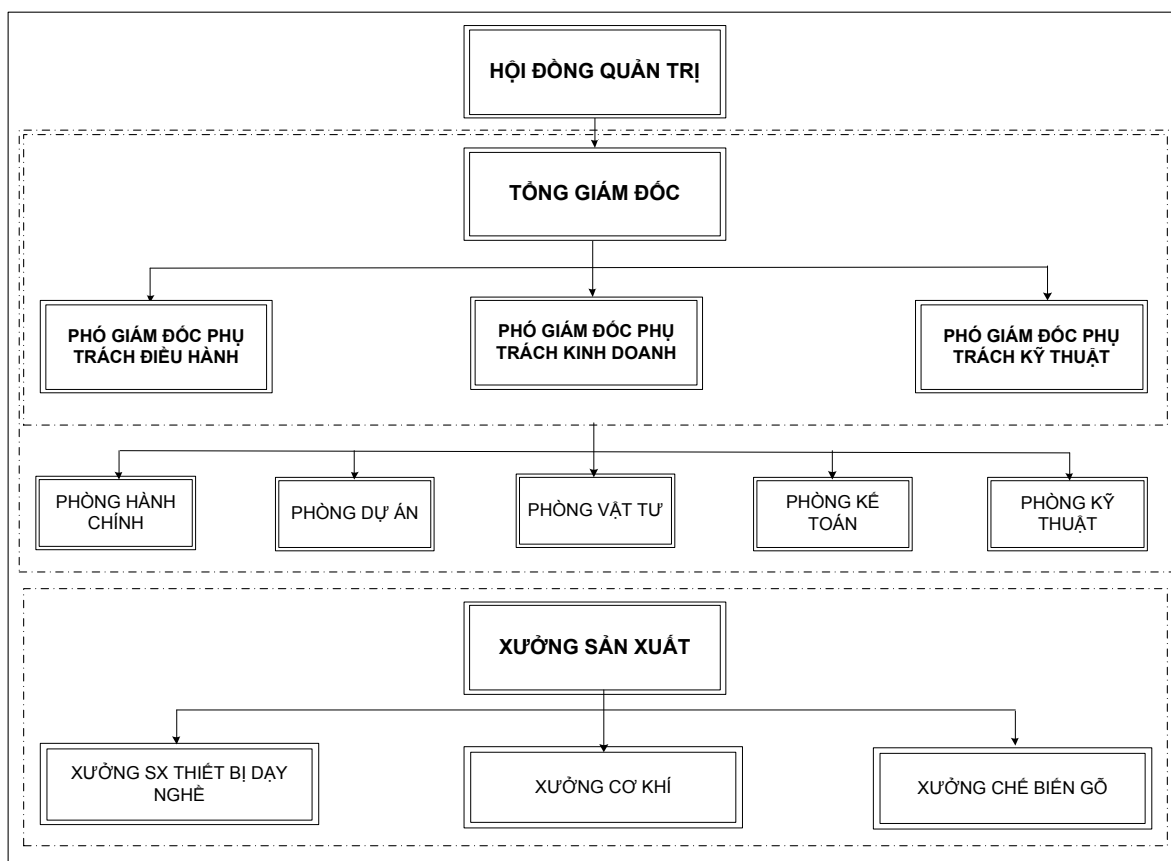 HỘI ĐỒNG QUẢN TRỊ
TỔNG GIÁM ĐỐC
PHÓ GIÁM ĐỐC PHỤ
TRÁCH ĐIỀU HÀNH
PHÓ GIÁM ĐỐC PHỤ
TRÁCH KINH DOANH
PHÓ GIÁM ĐỐC PHỤ
TRÁCH KỸ THUẬT
PHÒNG HÀNH
CHÍNH
PHÒNG DỰ ÁN
PHÒNG VẬT TƯ
PHÒNG KẾ
TOÁN
PHÒNG KỸ
THUẬT
XƯỞNG SẢN XUẤT
XƯỞNG SX THIẾT BỊ DẠY
NGHỀ
XƯỞNG CƠ KHÍ
XƯỞNG CHẾ BIẾN GỖ